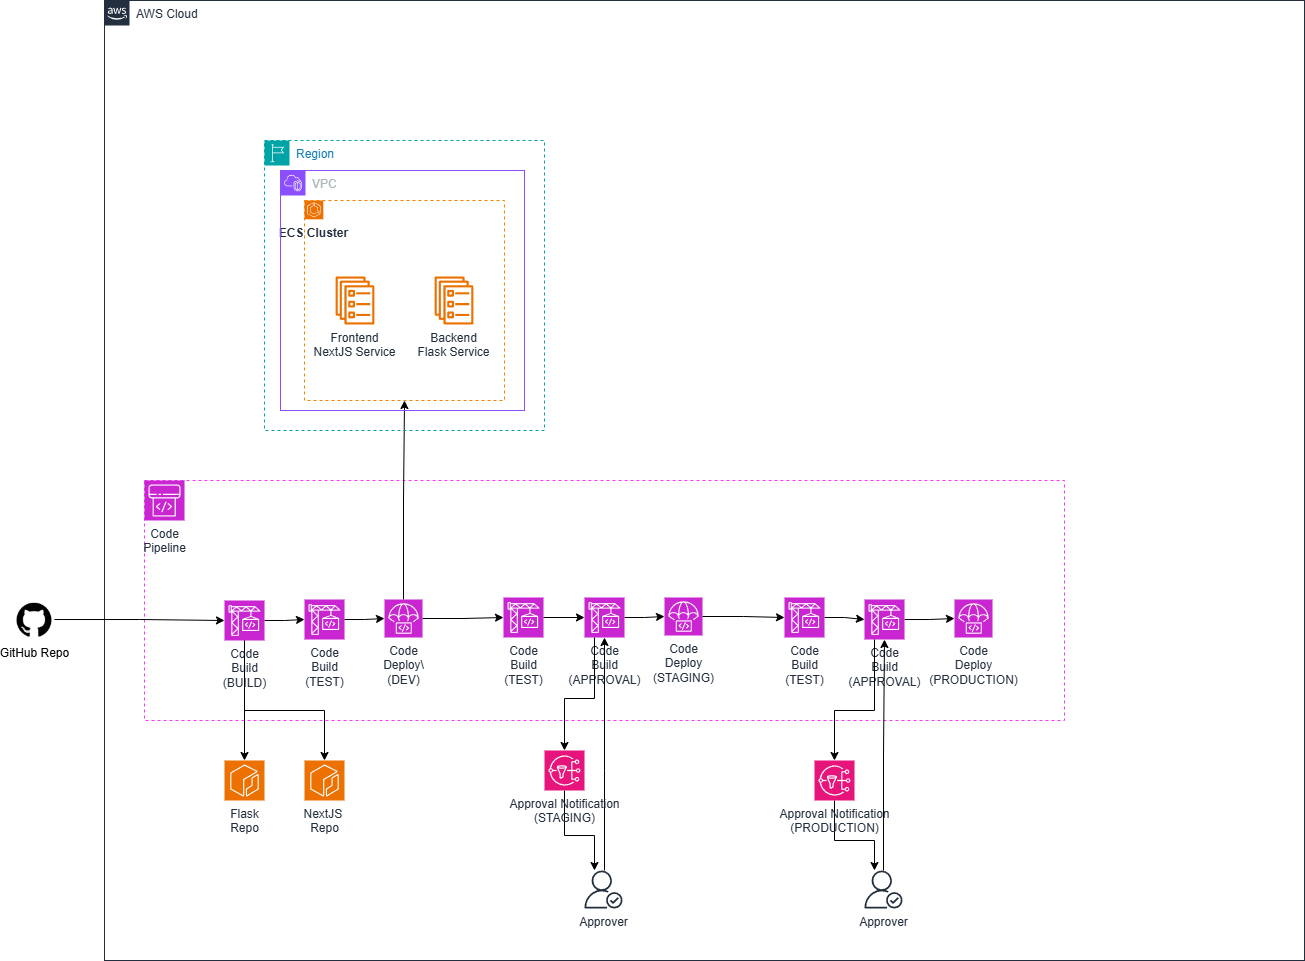 aws
AWS Cloud
Region
VPC
ECS Cluster
Frontend
NextJS Service
Backend
Flask Service
Code
Pipeline
GitHub Repo
Code
Build
(BUILD)
Code
Build
(TEST)
Code
Deploy\
(DEV)
Code
Build
(TEST)
Code
Build
(APPROVAL)
Code
Deploy
(STAGING)
Code
Build
(TEST)
Code
Build
(APPROVAL)
Code
Deploy
(PRODUCTION)
Flask
Repo
NextJS
Repo
Approval Notification
(STAGING)
Approval Notification
(PRODUCTION)
Approver
Approver